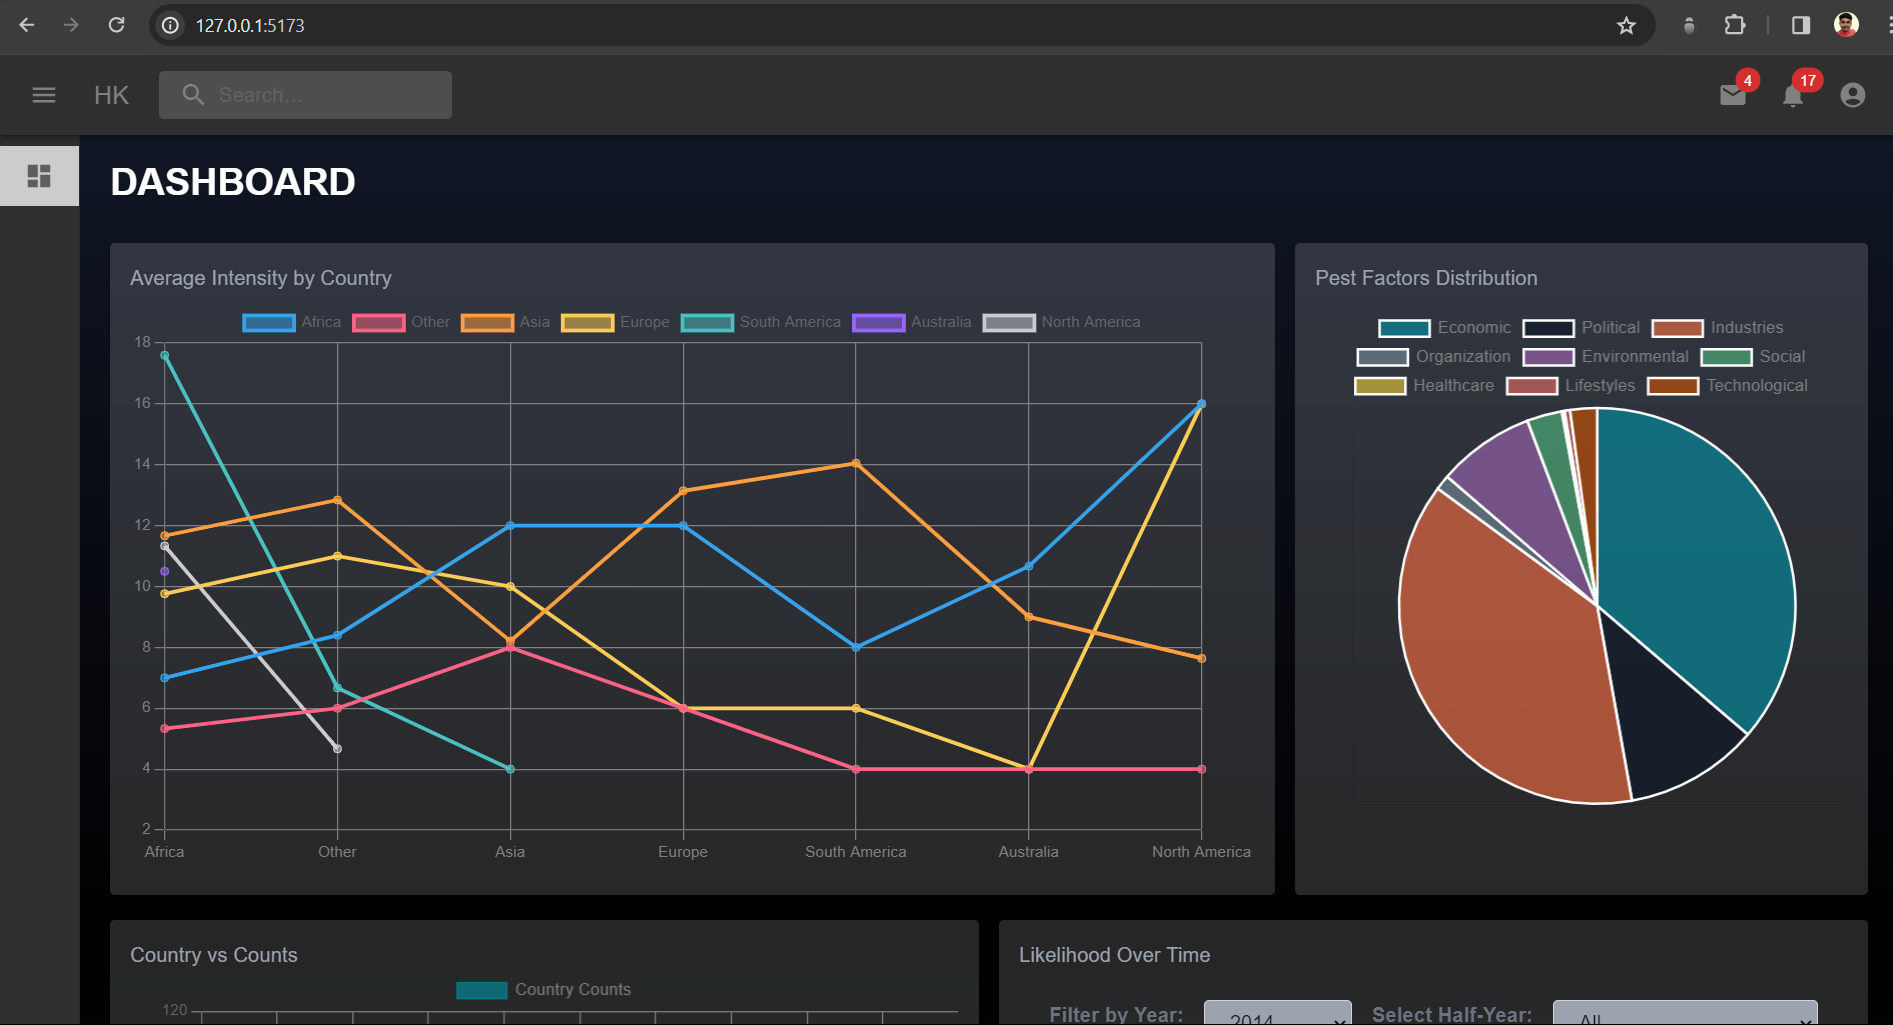 127.0.0.1:5173
HK
Search...
4
17
DASHBOARD
Average Intensity by Country
Africa Other Asia Europe South America Australia North America
18
16
14
12
10
8
6
4
2
Africa Other Asia Europe South America Australia North America
Pest Factors Distribution
Economic Political Industries
Organization Environmental Social
Healthcare Lifestyles Technological
Country vs Counts
Country Counts
120
Likelihood Over Time
Filter by Year: 2014 Select Half-Year: All